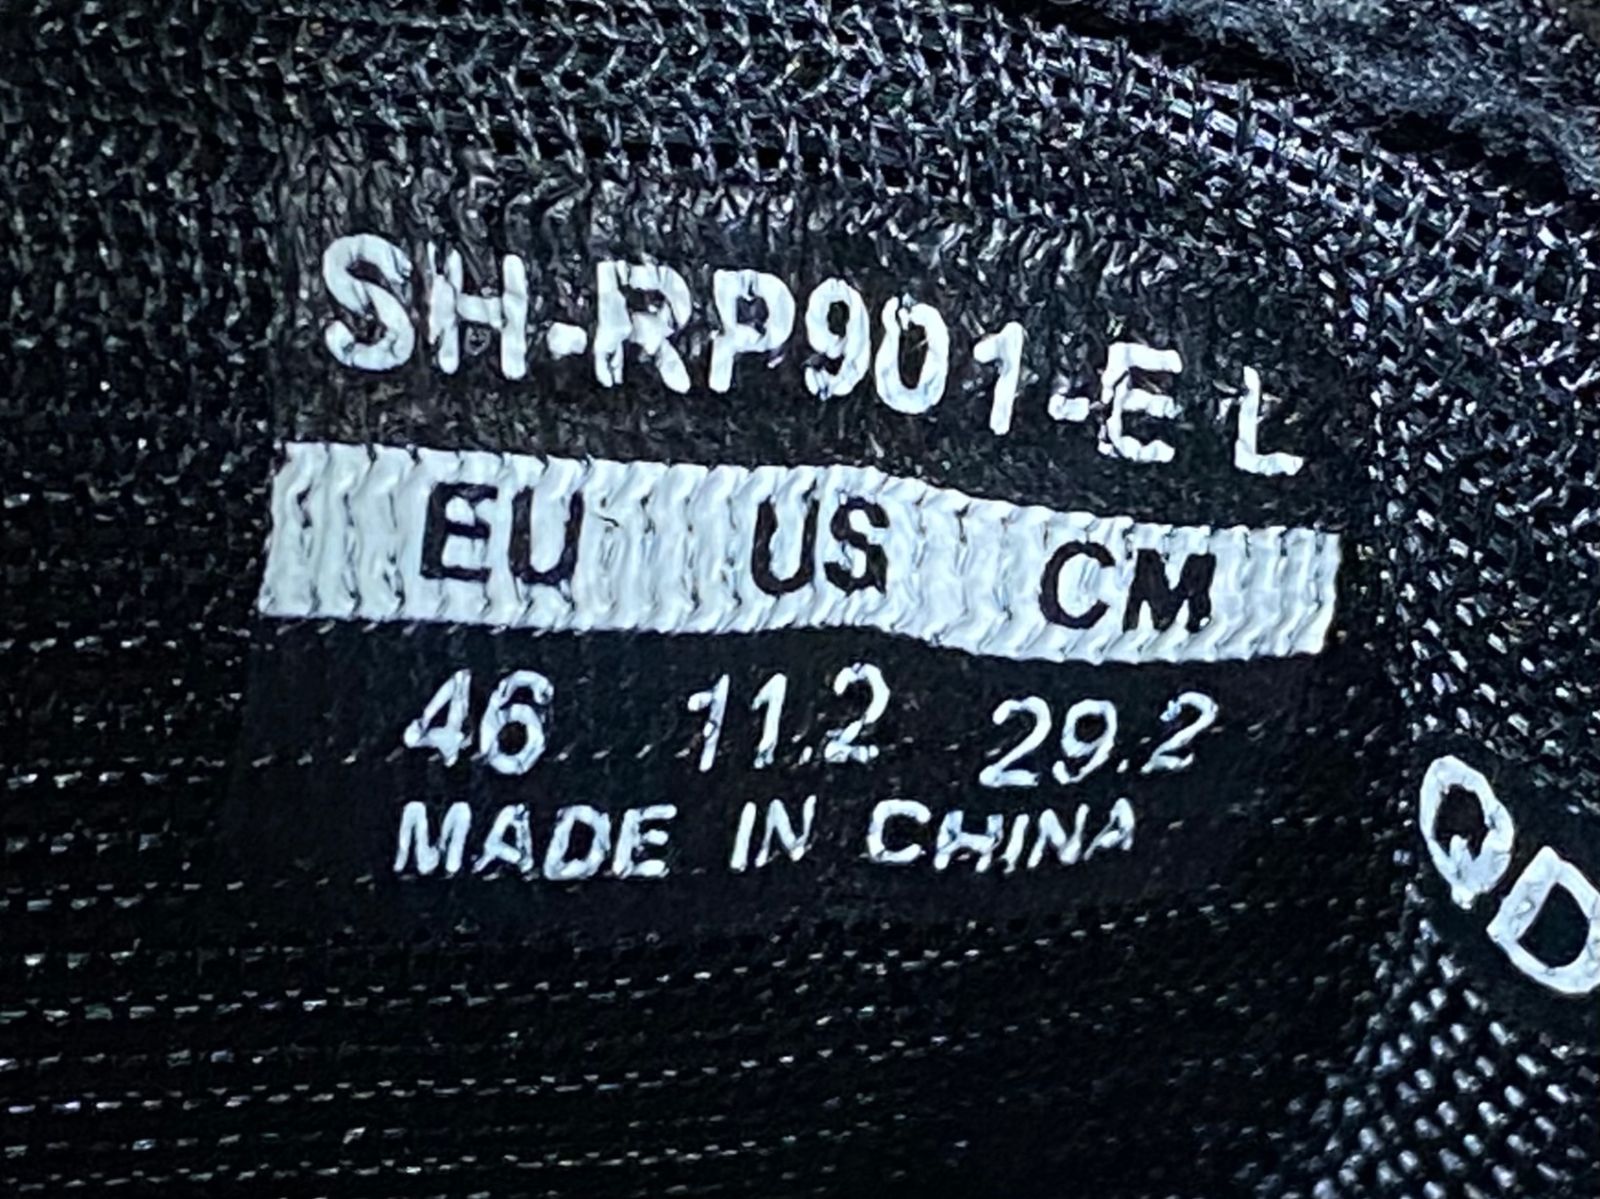 SH-RP901-E L
EU US CM
46 11.2 29.2
MADE IN CHINA
QD